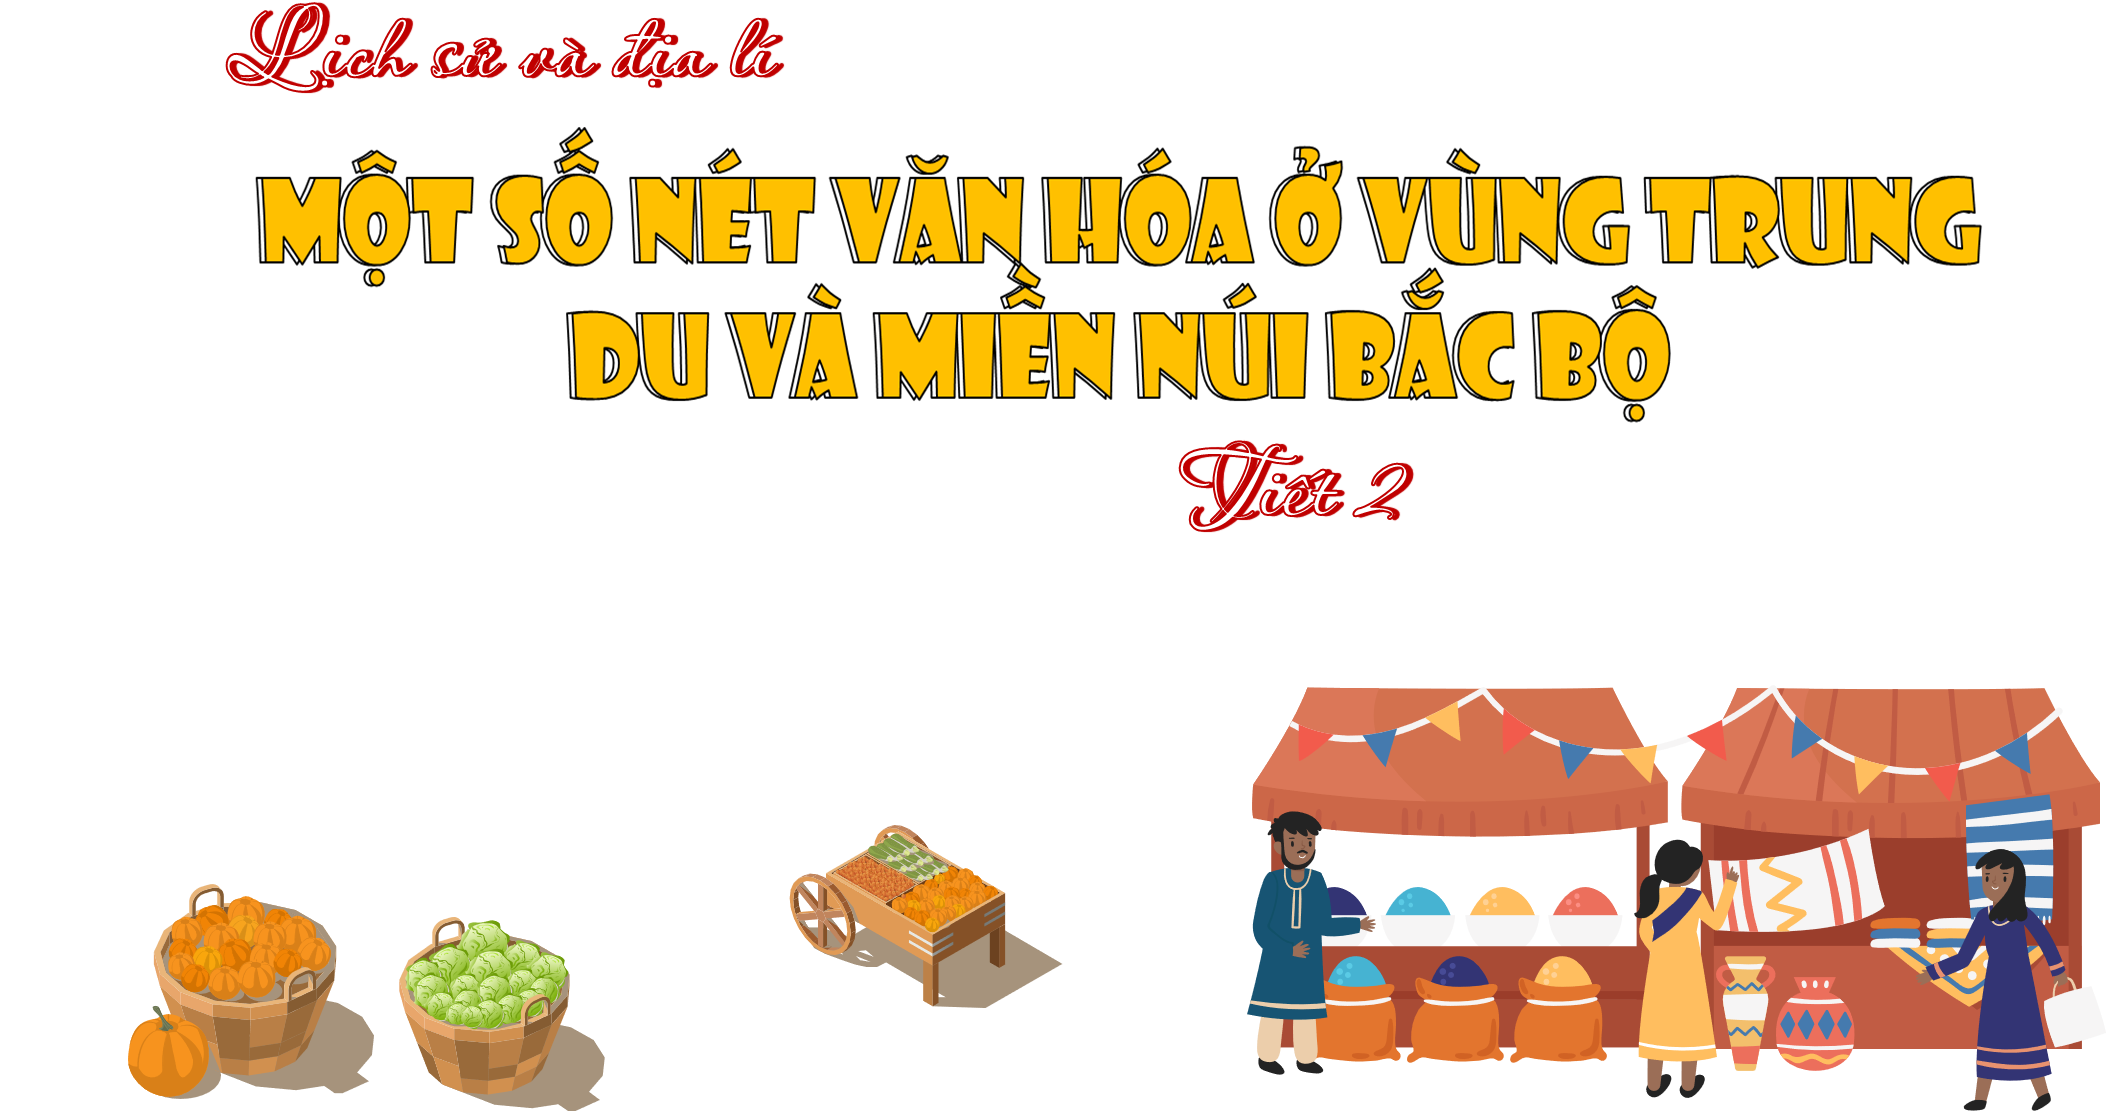 Lịch sử và địa lí
MỘT SỐ NÉT VĂN HÓA Ở VÙNG TRUNG
DU VÀ MIỀN NÚI BẮC BỘ
Tiết 2